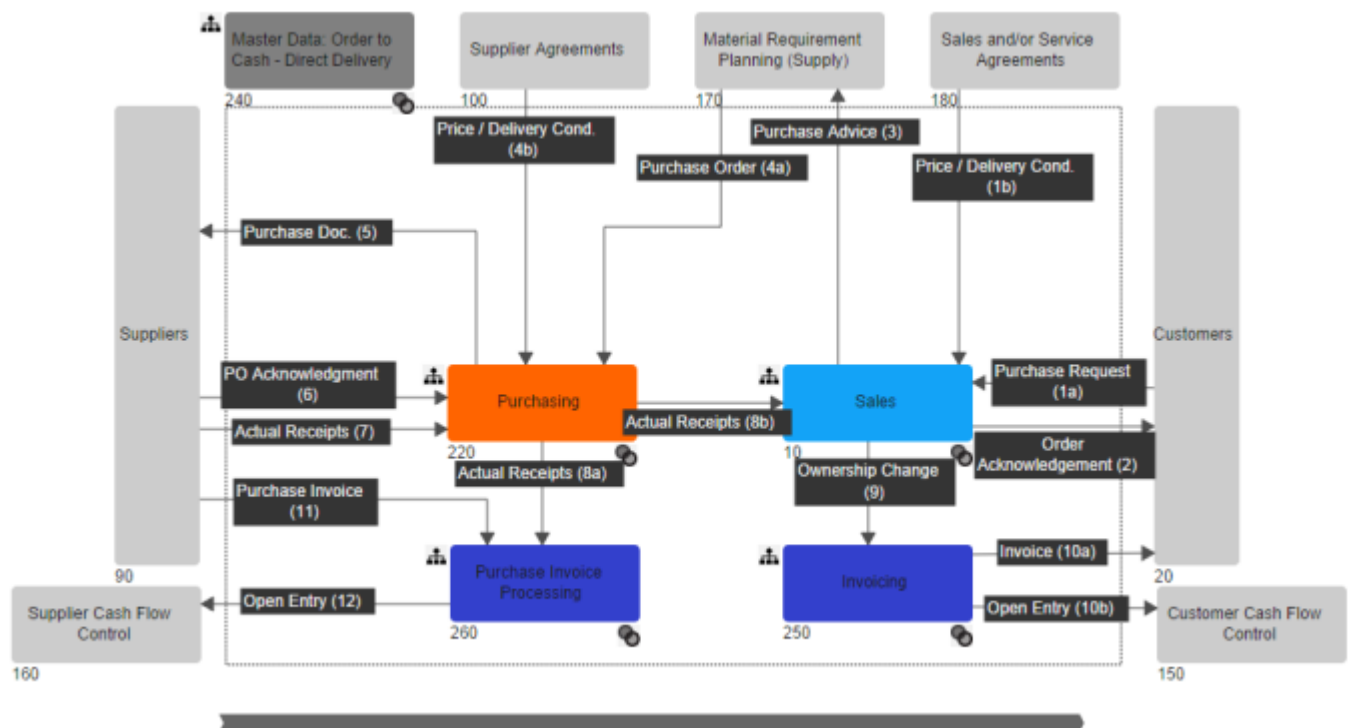 Master Data: Order to
Cash - Direct Delivery
240
Supplier Agreements
100
Material Requirement
Planning (Supply)
170
Sales and/or Service
Agreements
180
Price / Delivery Cond.
(4b)
Purchase Order (4a)
Purchase Advice (3)
Price / Delivery Cond.
(1b)
Purchase Doc. (5)
Suppliers
90
Customers
20
PO Acknowledgment
(6)
Actual Receipts (7)
Purchasing
220
Actual Receipts (8b)
Sales
10
Purchase Request
(1a)
Order
Acknowledgement (2)
Actual Receipts (8a)
Ownership Change
(9)
Purchase Invoice
(11)
Purchase Invoice
Processing
260
Invoicing
250
Invoice (10a)
Open Entry (12)
Open Entry (10b)
Supplier Cash Flow
Control
160
Customer Cash Flow
Control
150